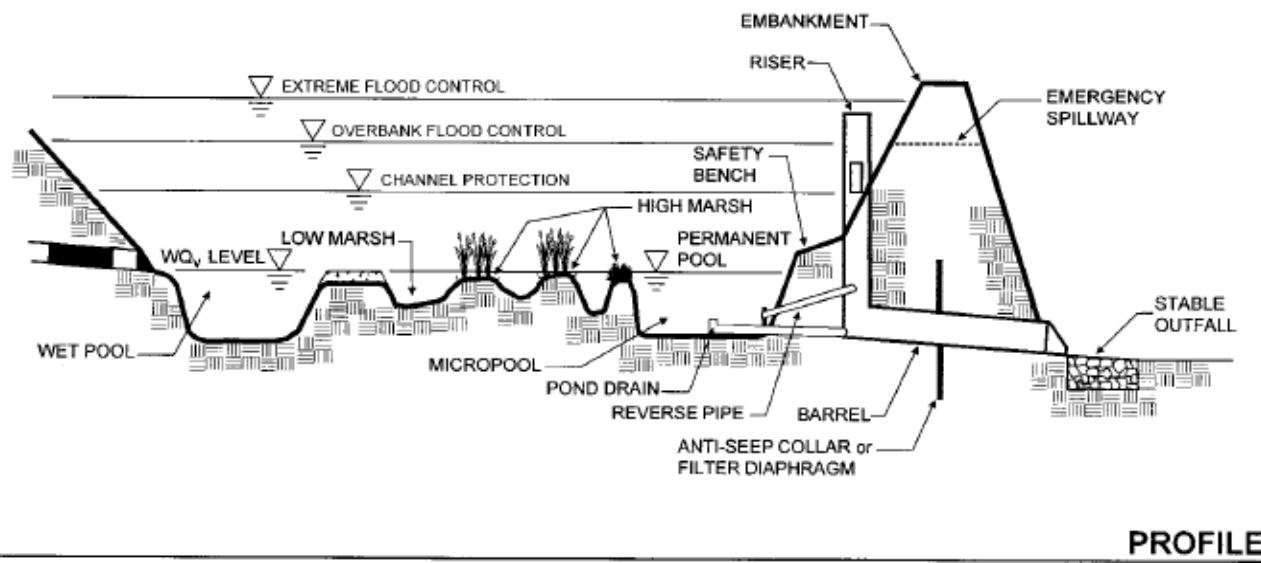 EMBANKMENT
RISER
EXTREME FLOOD CONTROL
EMERGENCY
SPILLWAY
OVERBANK FLOOD CONTROL
SAFETY
BENCH
CHANNEL PROTECTION
HIGH MARSH
LOW MARSH
PERMANENT
POOL
WQv LEVEL
STABLE
OUTFALL
WET POOL
MICROPOOL
POND DRAIN
REVERSE PIPE
BARREL
ANTI-SEEP COLLAR or
FILTER DIAPHRAGM
PROFILE